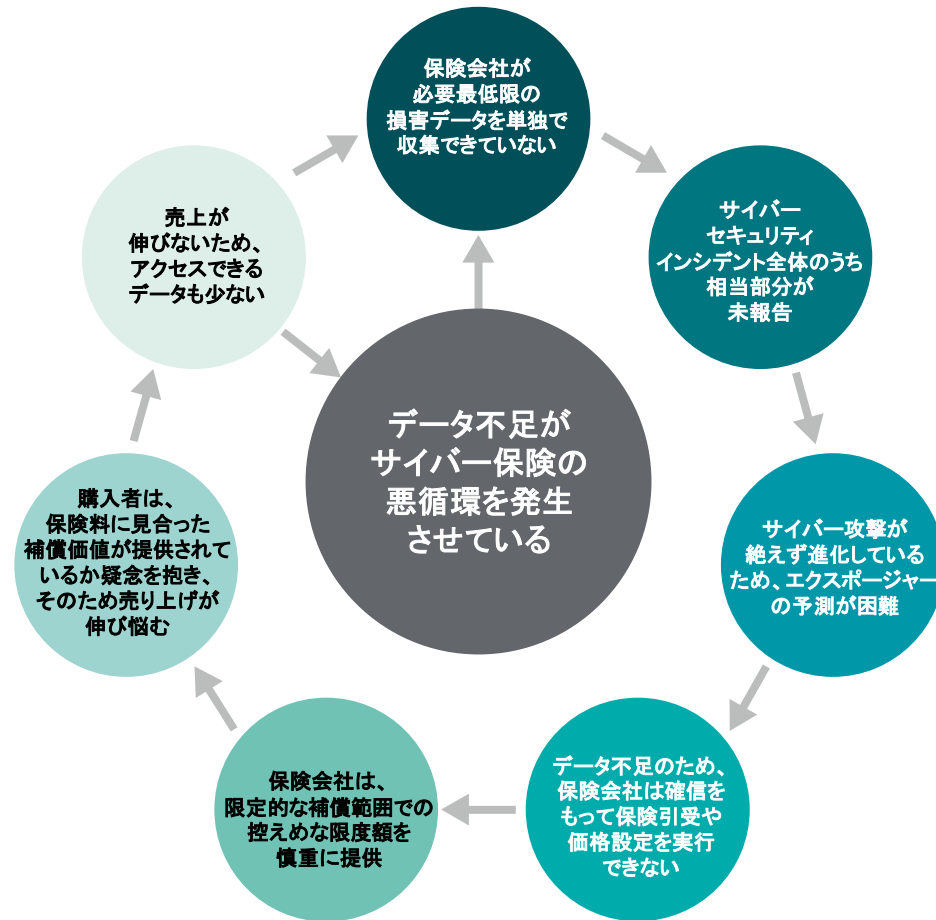 保険会社が
必要最低限の
損害データを単独で
収集できていない
サイバー
セキュリティ
インシデント全体のうち
相当部分が
未報告
サイバー攻撃が
絶えず進化している
ため、エクスポージャー
の予測が困難
データ不足のため、
保険会社は確信を
もって保険引受や
価格設定を実行
できない
保険会社は、
限定的な補償範囲での
控えめな限度額を
慎重に提供
購入者は、
保険料に見合った
補償価値が提供されて
いるか疑念を抱き、
そのため売り上げが
伸び悩む
売上が
伸びないため、
アクセスできる
データも少ない
データ不足が
サイバー保険の
悪循環を発生
させている